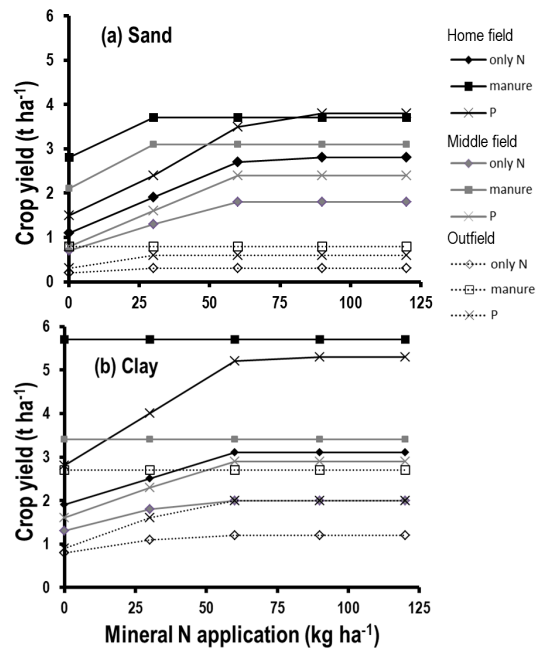 (a) Sand
Crop yield (t ha-1)
6
5
4
3
2
1
0
0 25 50 75 100 125
Home field
only N
manure
P
Middle field
only N
manure
P
Outfield
only N
manure
P
(b) Clay
Crop yield (t ha-1)
6
5
4
3
2
1
0
0 25 50 75 100 125
Mineral N application (kg ha-1)